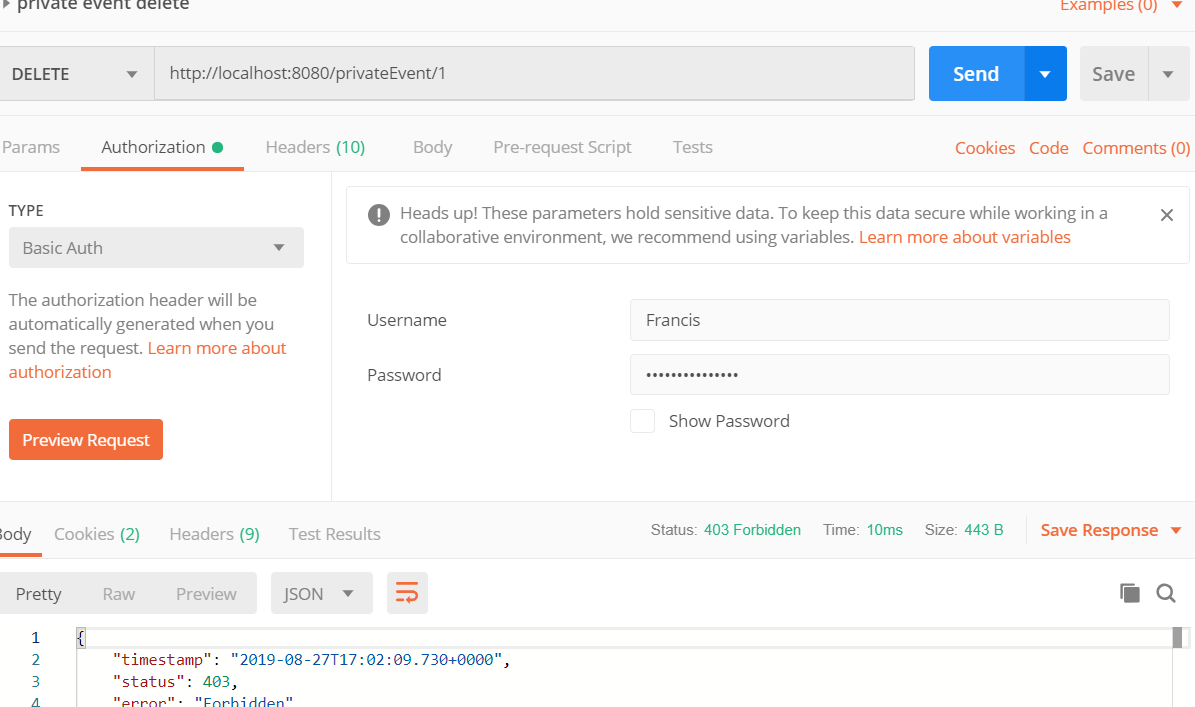 private event delete
Examples (0)
DELETE
http://localhost:8080/privateEvent/1
Send
Save
Params
Authorization
Headers (10)
Body
Pre-request Script
Tests
Cookies
Code
Comments (0)
TYPE
Basic Auth
The authorization header will be
automatically generated when you
send the request. Learn more about
authorization
Preview Request
Heads up! These parameters hold sensitive data. To keep this data secure while working in a
collaborative environment, we recommend using variables. Learn more about variables
Username
Francis
Password
•••••••••••••••
Show Password
Body
Cookies (2)
Headers (9)
Test Results
Status: 403 Forbidden
Time: 10ms
Size: 443 B
Save Response
Pretty
Raw
Preview
JSON
1 {
2 "timestamp": "2019-08-27T17:02:09.730+0000",
3 "status": 403,
4 "error": "Forbidden"